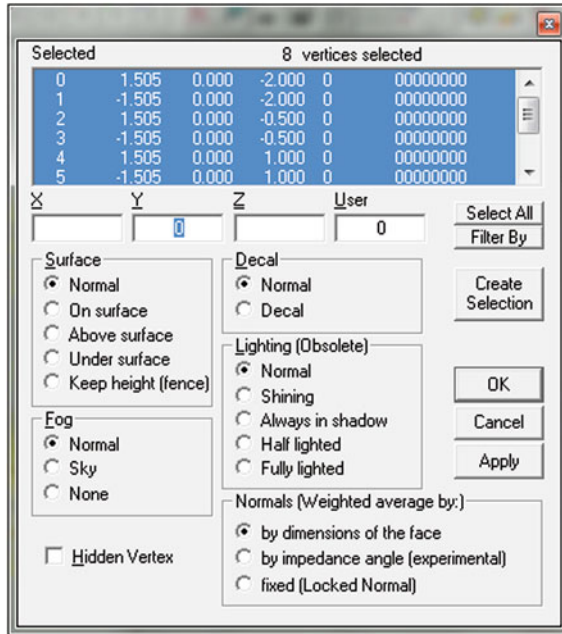 Selected 8 vertices selected
0 1.505 0.000 -2.000 0 00000000
1 -1.505 0.000 -2.000 0 00000000
2 1.505 0.000 -0.500 0 00000000
3 -1.505 0.000 -0.500 0 00000000
4 1.505 0.000 1.000 0 00000000
5 -1.505 0.000 1.000 0 00000000
X Y Z User
0 0
Select All
Filter By
Surface
Normal
On surface
Above surface
Under surface
Keep height (fence)
Decal
Normal
Decal
Create
Selection
Lighting (Obsolete)
Normal
Shining
Always in shadow
Half lighted
Fully lighted
OK
Cancel
Apply
Fog
Normal
Sky
None
Normals (Weighted average by:)
by dimensions of the face
by impedance angle (experimental)
fixed (Locked Normal)
Hidden Vertex